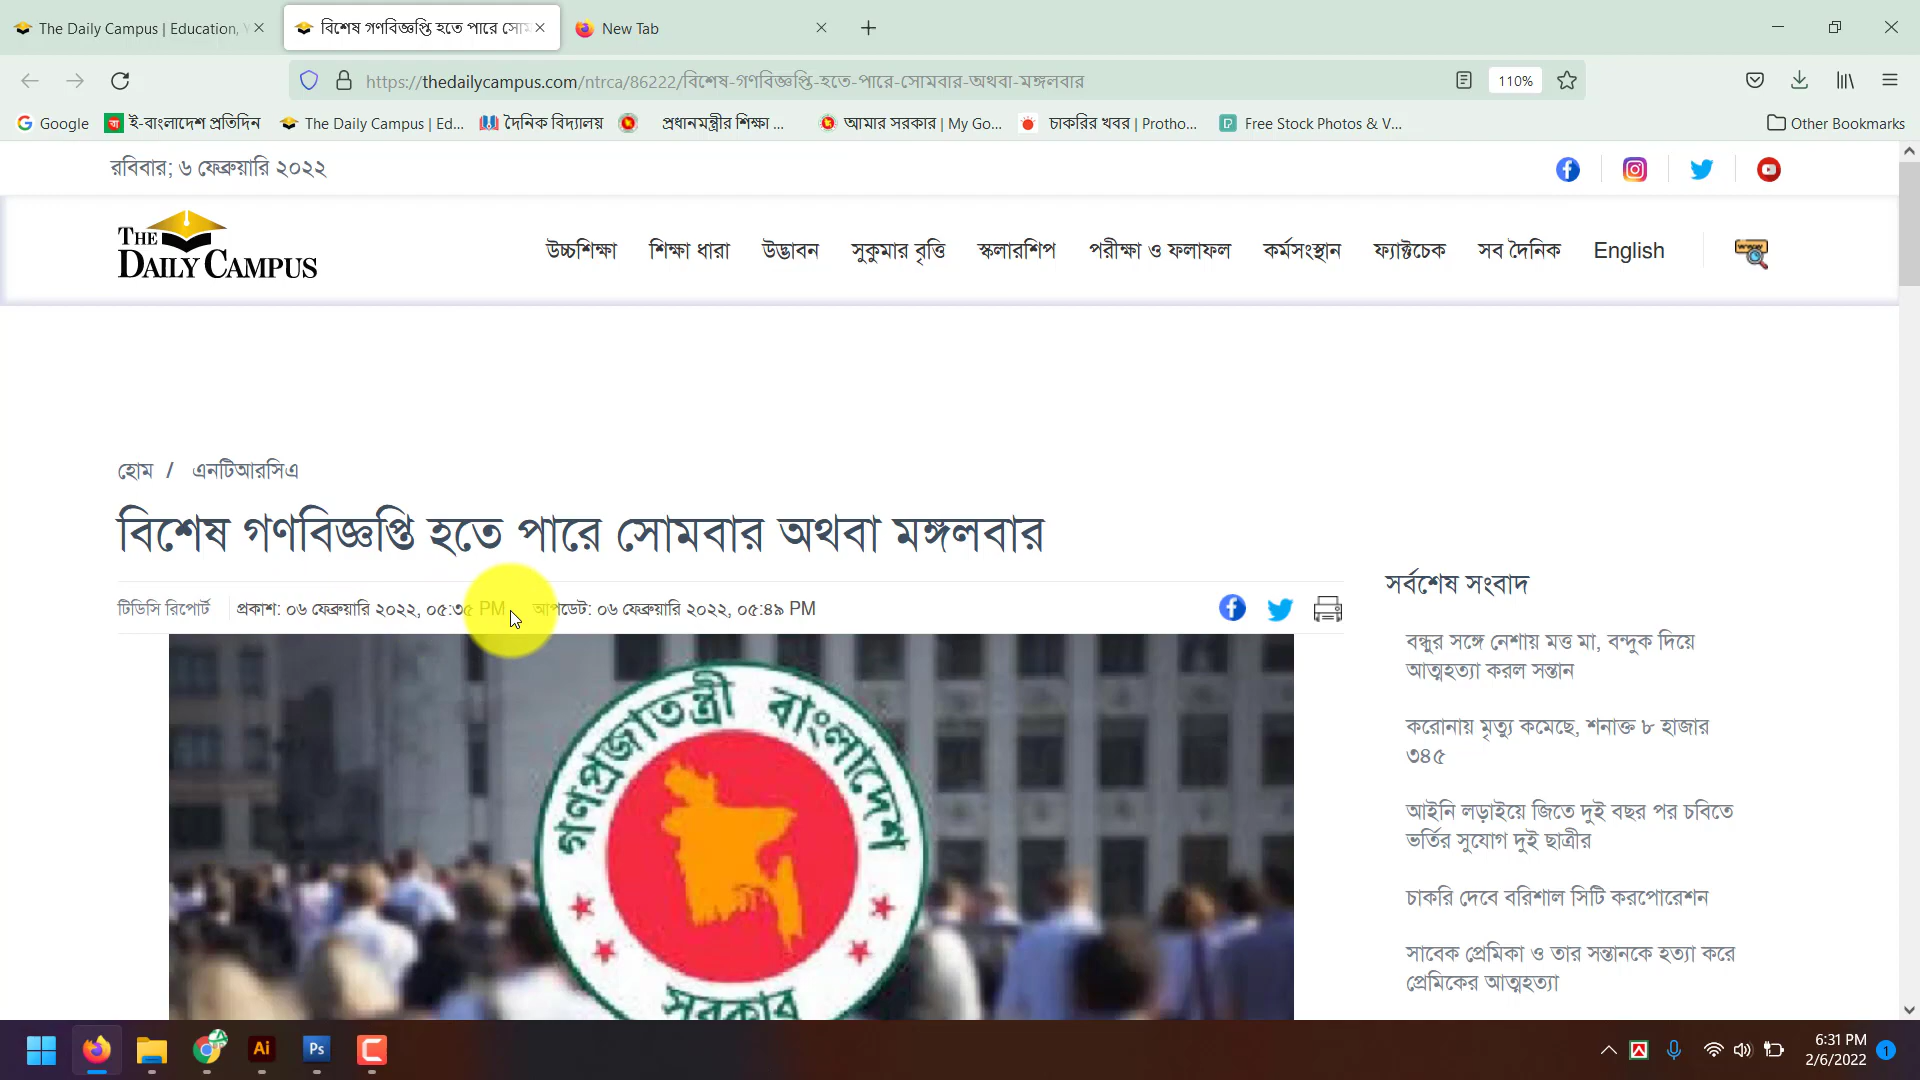 The Daily Campus | Education, Y
বিশেষ গণবিজ্ঞপ্তি হতে পারে সোম
New Tab
https://thedailycampus.com/ntrca/86222/বিশেষ-গণবিজ্ঞপ্তি-হতে-পারে-সোমবার-অথবা-মঙ্গলবার
110%
Google
ই-বাংলাদেশ প্রতিদিন
The Daily Campus | Ed...
দৈনিক বিদ্যালয়
প্রধানমন্ত্রীর শিক্ষা ...
আমার সরকার | My Go...
চাকরির খবর | Protho...
Free Stock Photos & V...
Other Bookmarks
রবিবার; ৬ ফেব্রুয়ারি ২০২২
THE DAILY CAMPUS
উচ্চশিক্ষা শিক্ষা ধারা উদ্ভাবন সুকুমার বৃত্তি স্কলারশিপ পরীক্ষা ও ফলাফল কর্মসংস্থান ফ্যাক্টচেক সব দৈনিক English
www
হোম / এনটিআরসিএ
বিশেষ গণবিজ্ঞপ্তি হতে পারে সোমবার অথবা মঙ্গলবার
টিডিসি রিপোর্ট প্রকাশ: ০৬ ফেব্রুয়ারি ২০২২, ০৫:৩৫ PM আপডেট: ০৬ ফেব্রুয়ারি ২০২২, ০৫:৪৯ PM
গণপ্রজাতন্ত্রী বাংলাদেশ
সরকার
সর্বশেষ সংবাদ
বন্ধুর সঙ্গে নেশায় মত্ত মা, বন্দুক দিয়ে
আত্মহত্যা করল সন্তান
করোনায় মৃত্যু কমেছে, শনাক্ত ৮ হাজার
৩৪৫
আইনি লড়াইয়ে জিতে দুই বছর পর চবিতে
ভর্তির সুযোগ দুই ছাত্রীর
চাকরি দেবে বরিশাল সিটি করপোরেশন
সাবেক প্রেমিকা ও তার সন্তানকে হত্যা করে
প্রেমিকের আত্মহত্যা
Ai
Ps
6:31 PM
2/6/2022
1